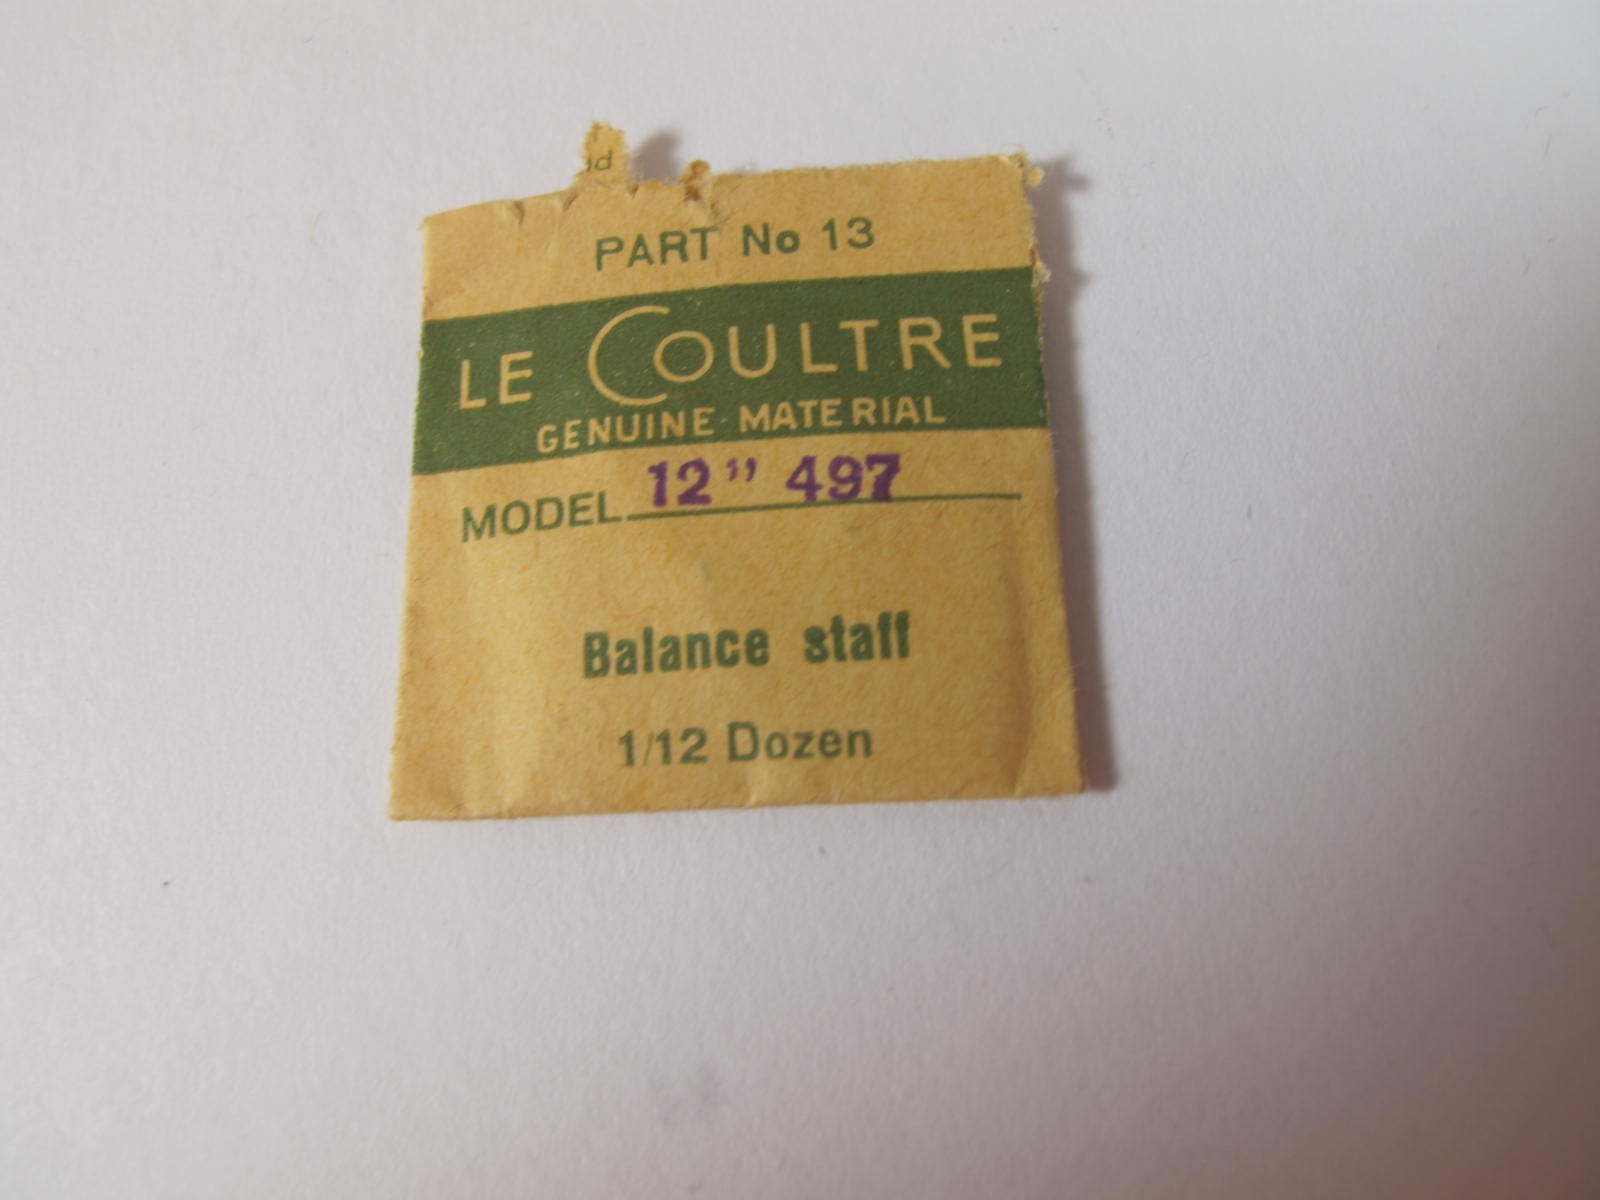 PART No 13
LE COULTRE
GENUINE MATERIAL
MODEL 12" 497
Balance staff
1/12 Dozen